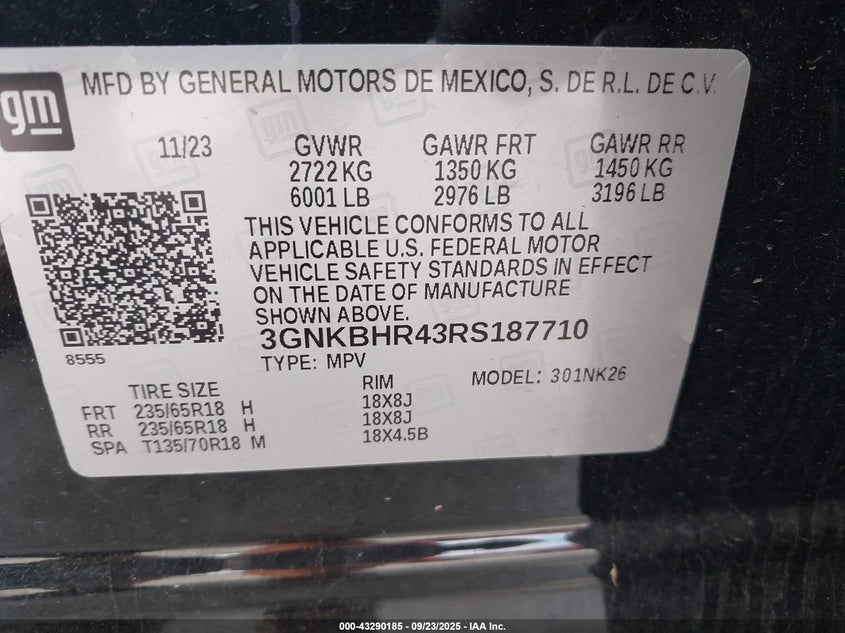 gm
MFD BY GENERAL MOTORS DE MEXICO, S. DE R.L. DE C.V.
11/23 GVWR GAWR FRT GAWR RR
2722 KG 1350 KG 1450 KG
6001 LB 2976 LB 3196 LB
THIS VEHICLE CONFORMS TO ALL
APPLICABLE U.S. FEDERAL MOTOR
VEHICLE SAFETY STANDARDS IN EFFECT
ON THE DATE OF MANUFACTURE
SHOWN ABOVE.
3GNKBHR43RS187710
8555
TYPE: MPV
TIRE SIZE RIM MODEL: 301NK26
FRT 235/65R18 H 18X8J
RR 235/65R18 H 18X8J
SPA T135/70R18 M 18X4.5B
000-43290185 - 09/23/2025 - IAA Inc.